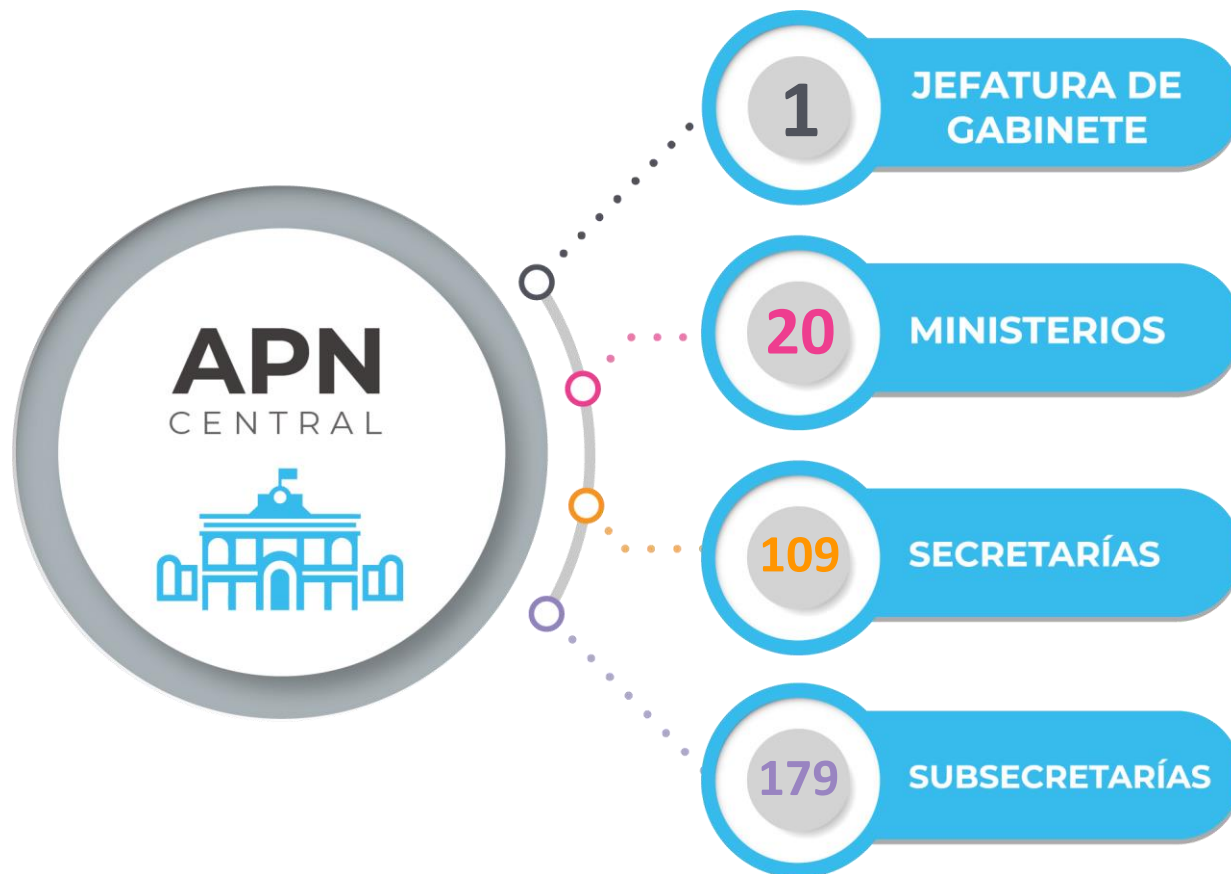 APN
CENTRAL
1
JEFATURA DE
GABINETE
20
MINISTERIOS
109
SECRETARÍAS
179
SUBSECRETARÍAS